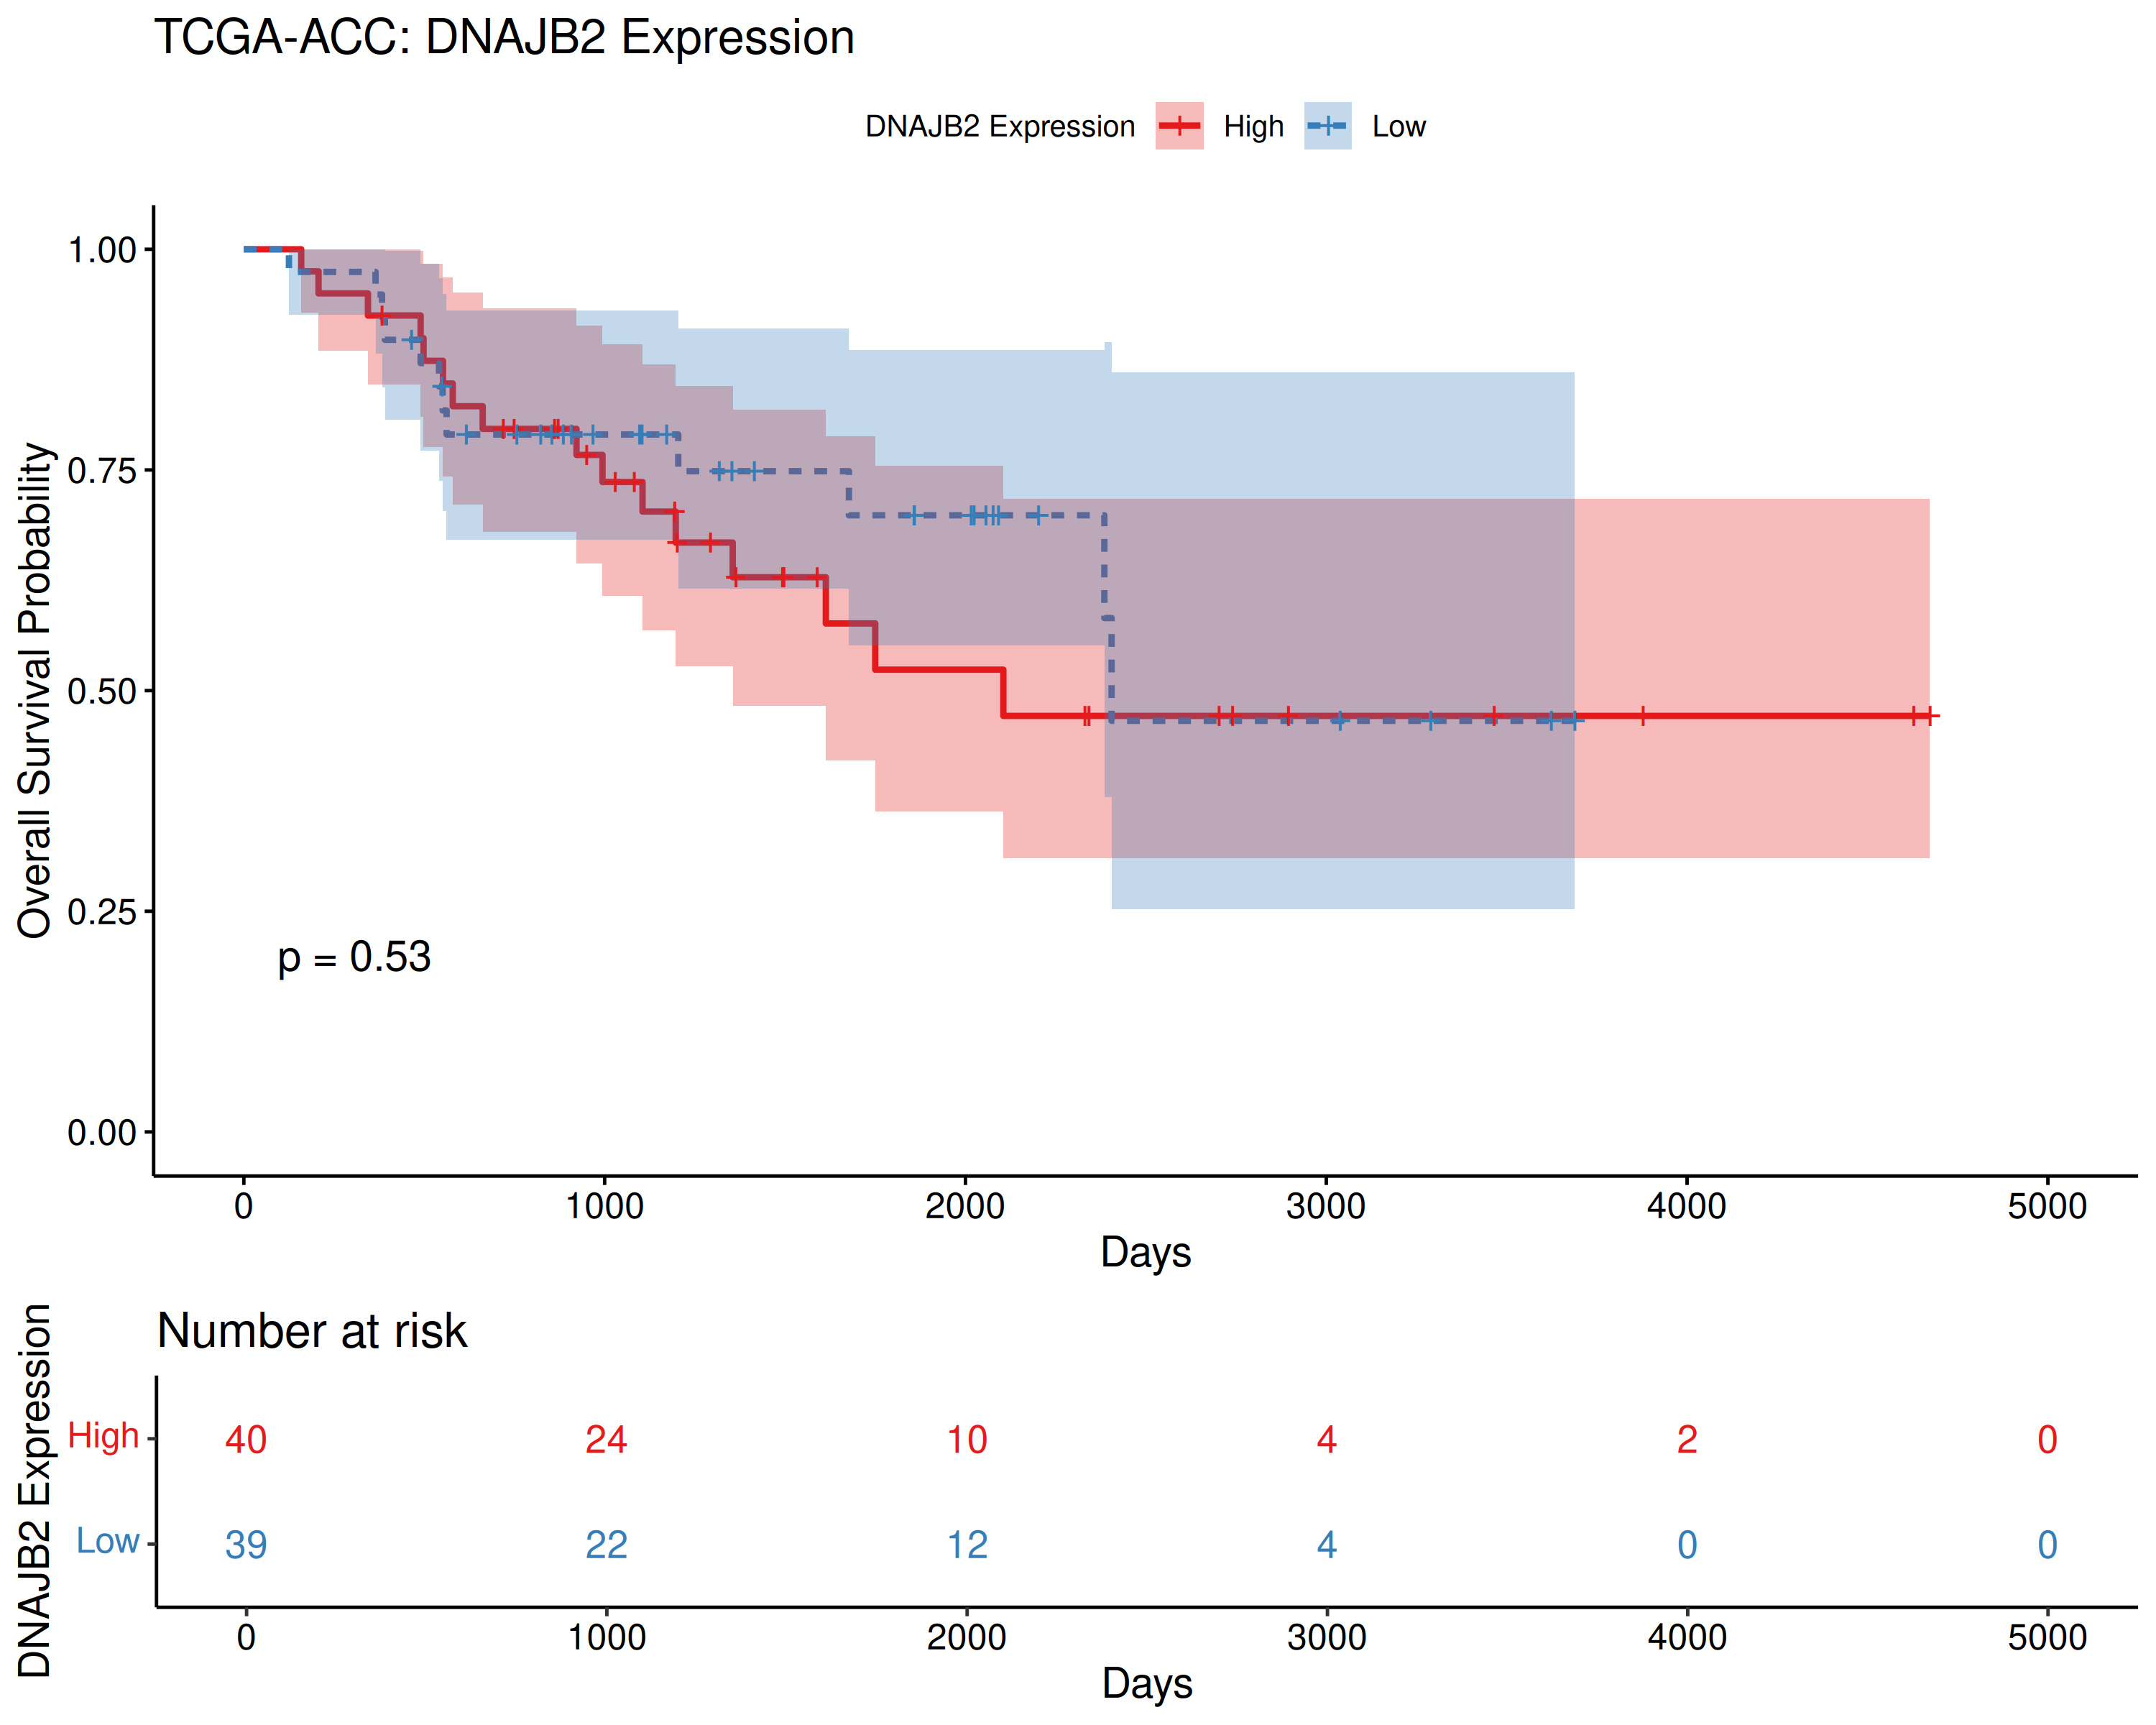 TCGA-ACC: DNAJB2 Expression
DNAJB2 Expression High Low
Overall Survival Probability
1.00
0.75
0.50
0.25
0.00
p = 0.53
0 1000 2000 3000 4000 5000
Days
Number at risk
DNAJB2 Expression
High 40 24 10 4 2 0
Low 39 22 12 4 0 0
0 1000 2000 3000 4000 5000
Days